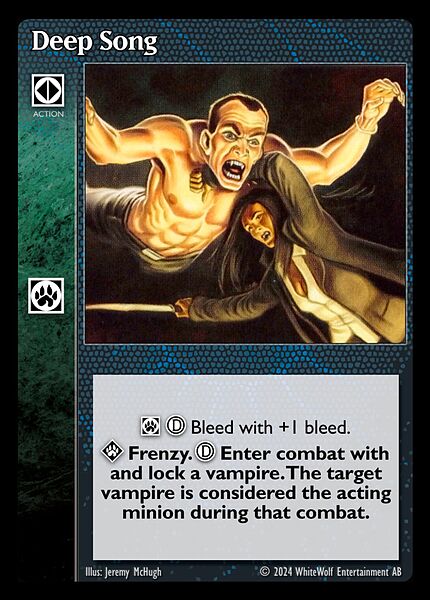 Deep Song
ACTION
D Bleed with +1 bleed.
Frenzy. D Enter combat with
and lock a vampire. The target
vampire is considered the acting
minion during that combat.
Illus: Jeremy McHugh © 2024 WhiteWolf Entertainment AB